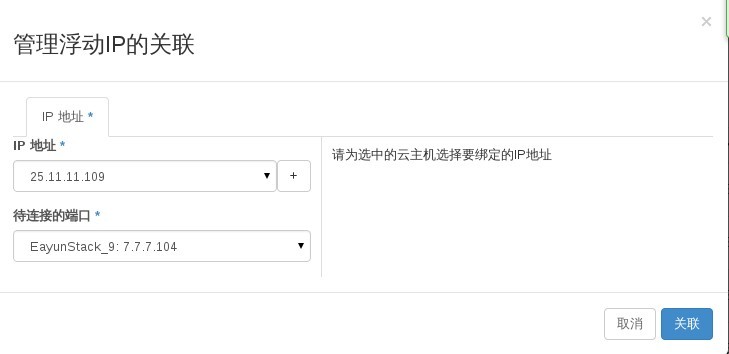 ×
管理浮动IP的关联
IP 地址 *
IP 地址 *
请为选中的云主机选择要绑定的IP地址
25.11.11.109
+
待连接的端口 *
EayunStack_9: 7.7.7.104
取消
关联